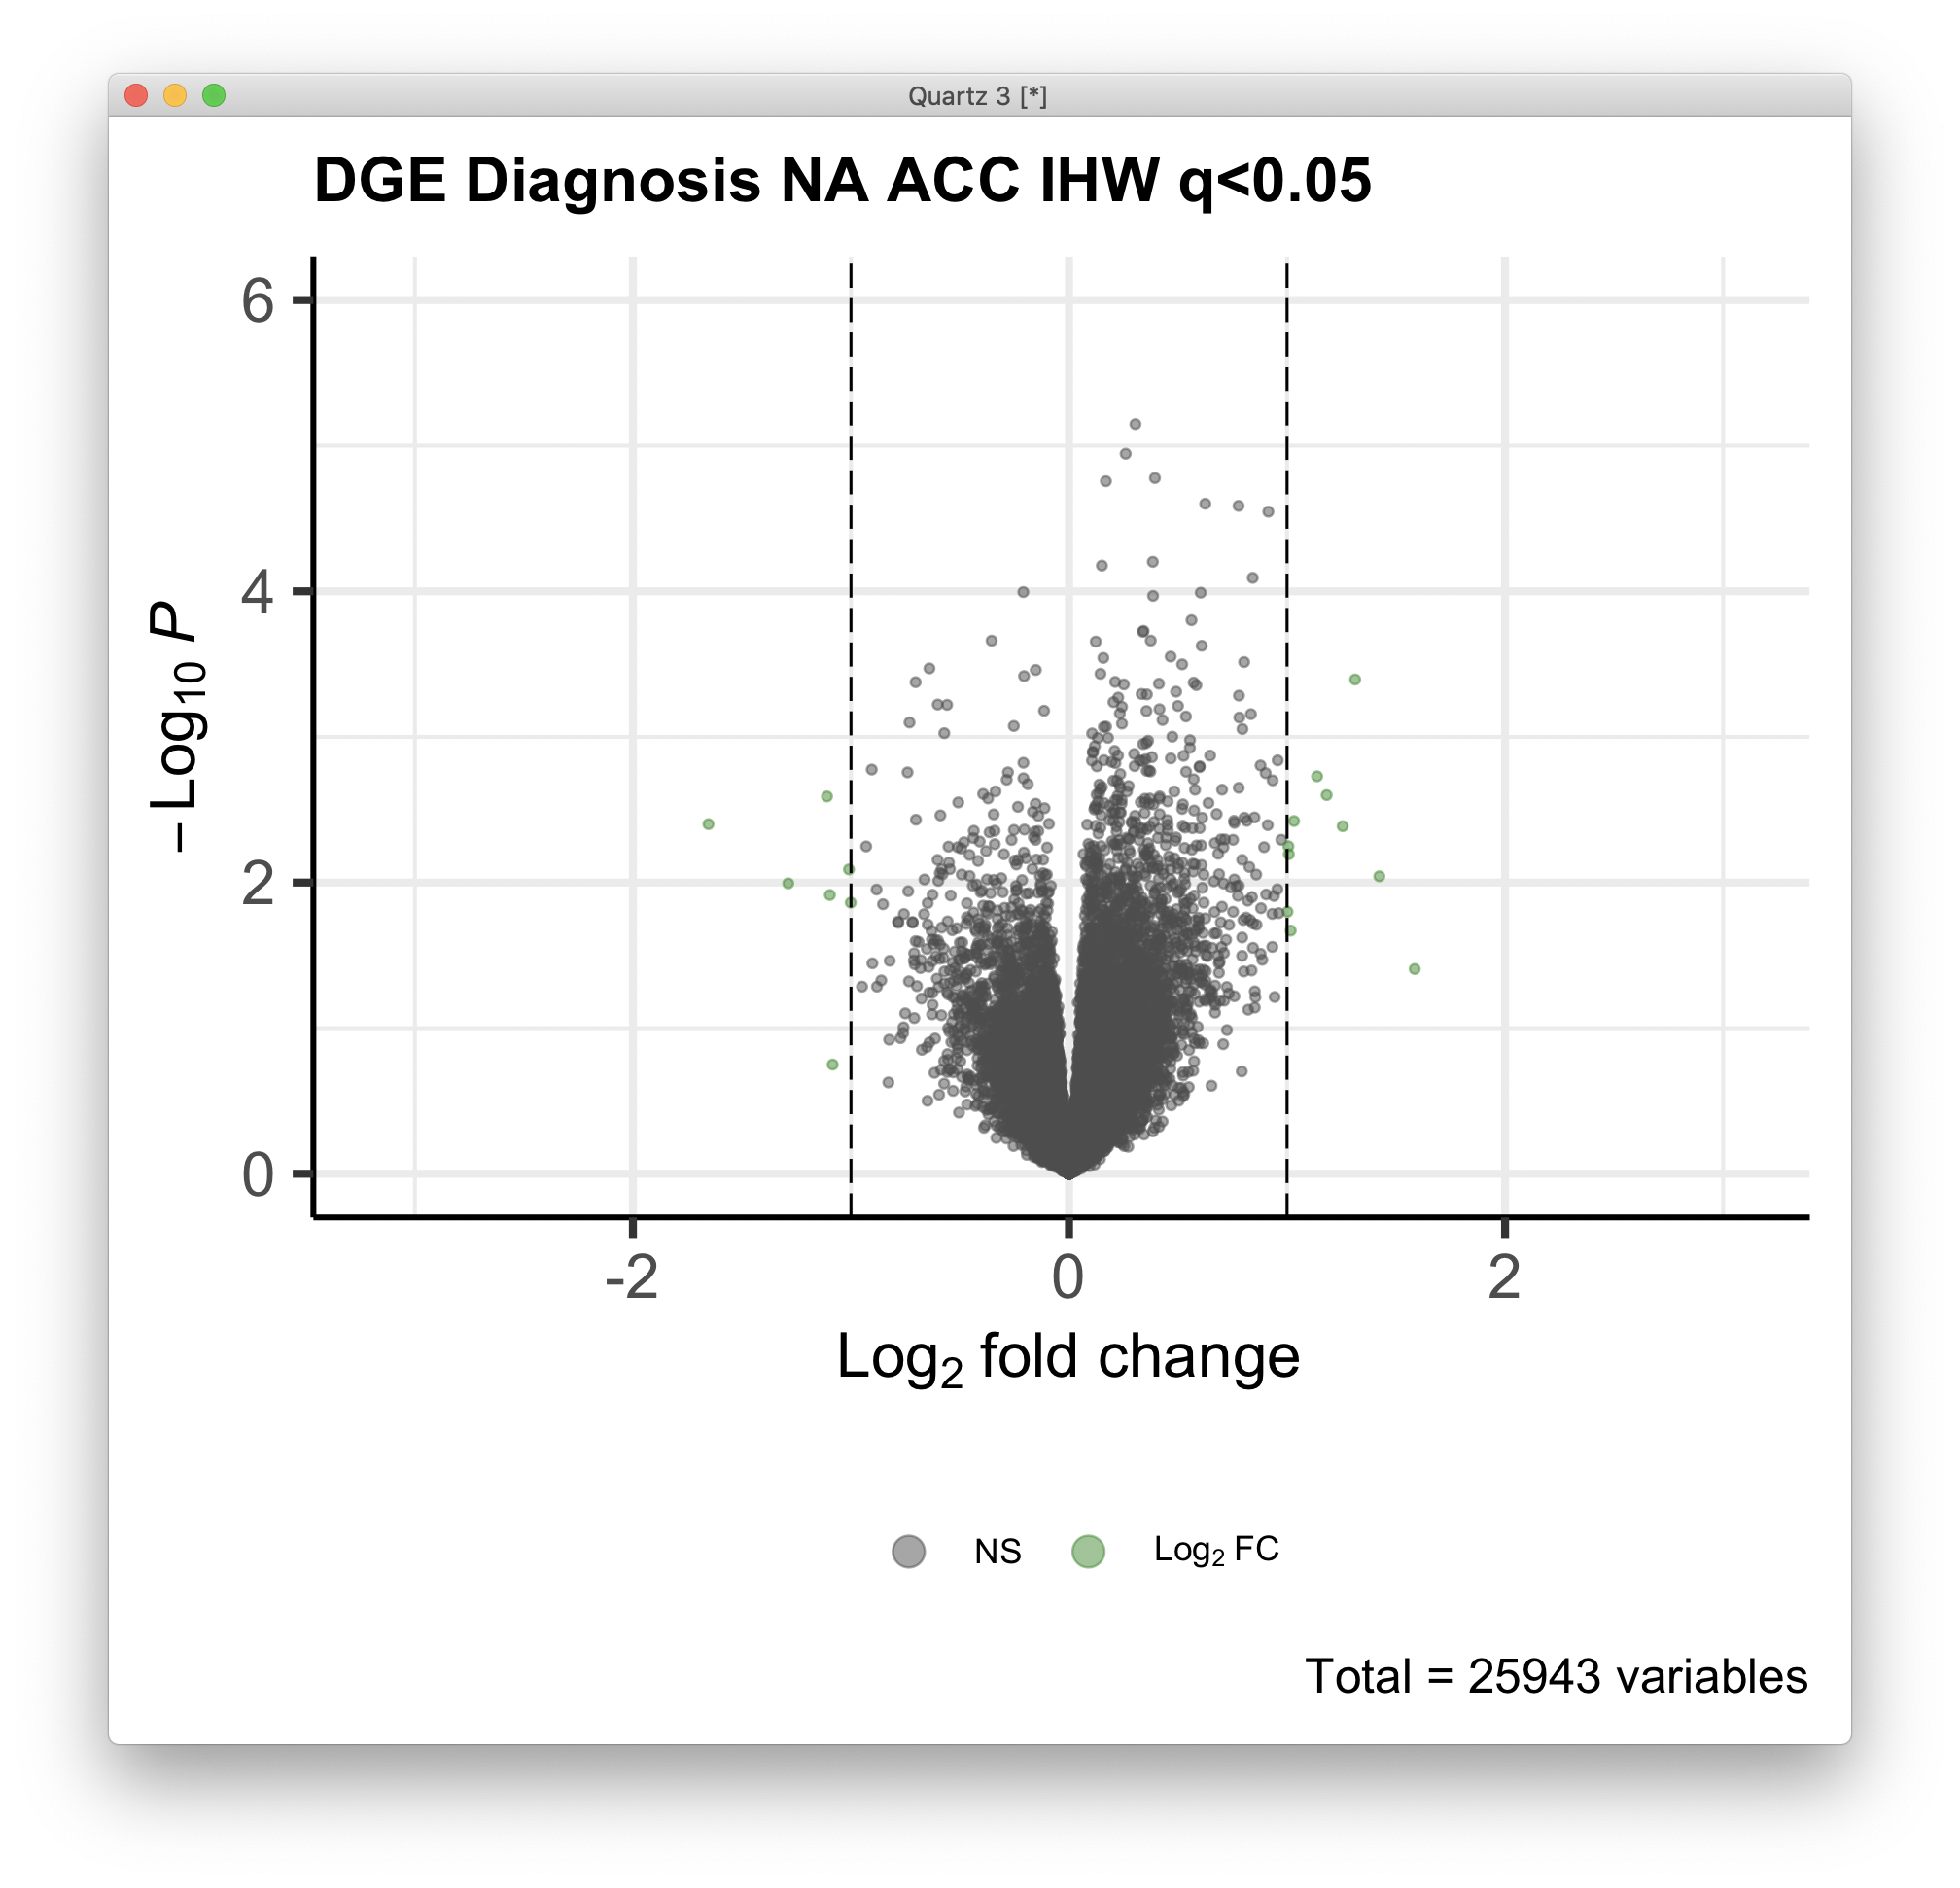 Quartz 3 [*]
DGE Diagnosis NA ACC IHW q<0.05
−Log10 P
6
4
2
0
-2 0 2
Log2 fold change
NS Log2 FC
Total = 25943 variables